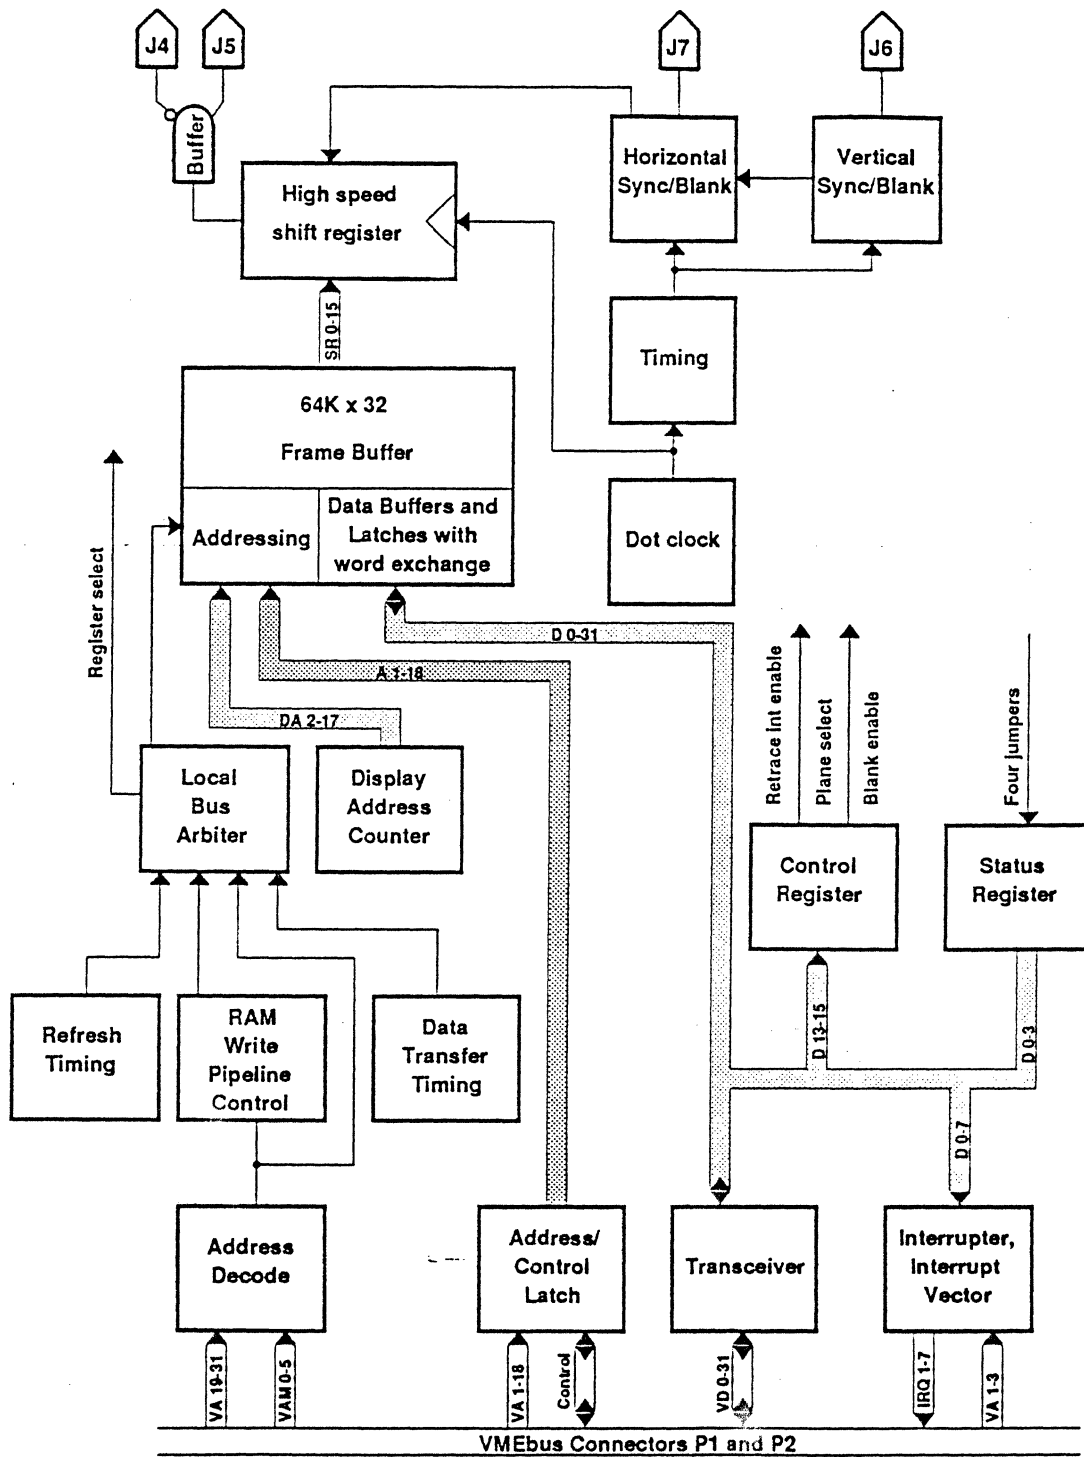 J4
J5
J7
J6
Buffer
High speed
shift register
Horizontal
Sync/Blank
Vertical
Sync/Blank
SR 0-15
Timing
64K x 32
Frame Buffer
Addressing
Data Buffers and
Latches with
word exchange
Dot clock
Register select
D 0-31
A 1-18
DA 2-17
Retrace Int enable
Plane select
Blank enable
Four jumpers
Local
Bus
Arbiter
Display
Address
Counter
Control
Register
Status
Register
Refresh
Timing
RAM
Write
Pipeline
Control
Data
Transfer
Timing
D 13-15
D 0-3
D 0-7
Address
Decode
Address/
Control
Latch
Transceiver
Interrupter,
Interrupt
Vector
VA 19-31
VAM 0-5
VA 1-18
Control
VD 0-31
IRQ 1-7
VA 1-3
VMEbus Connectors P1 and P2